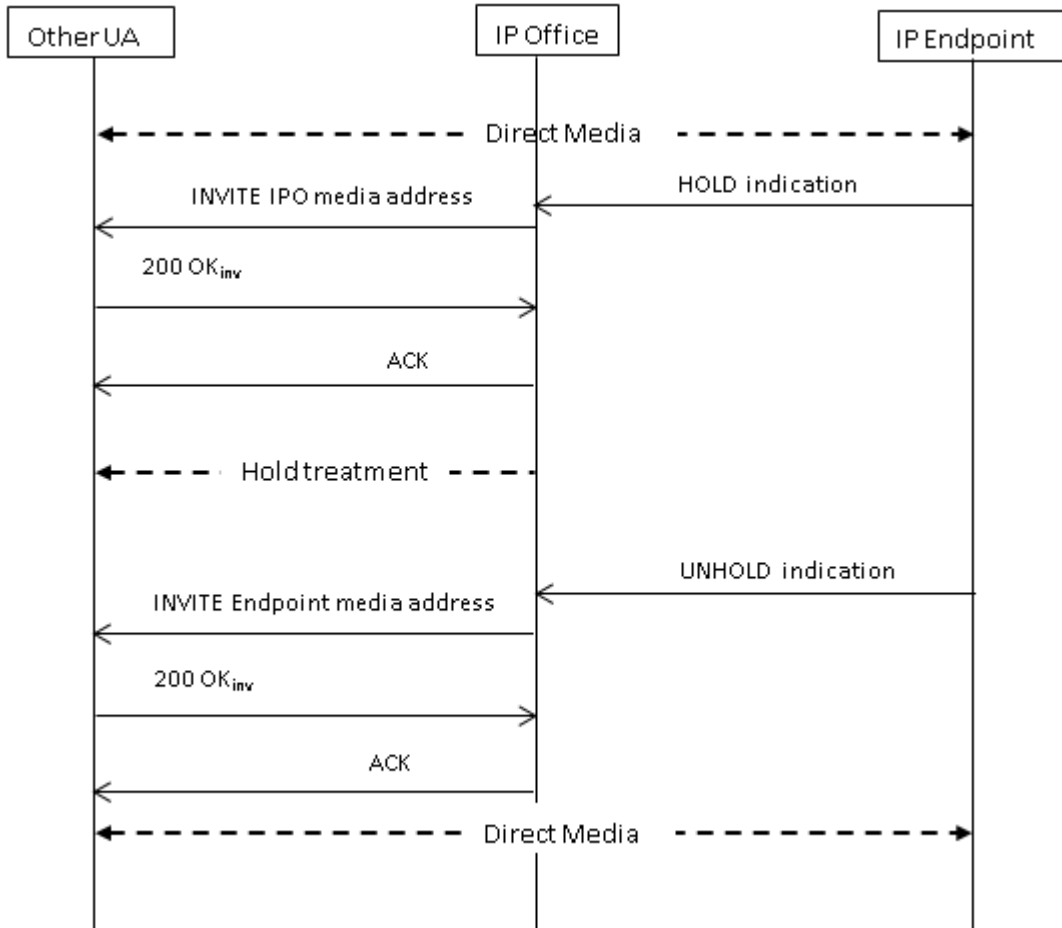 Other UA
IP Office
IP Endpoint
Direct Media
HOLD indication
INVITE IPO media address
200 OKinv
ACK
Hold treatment
UNHOLD indication
INVITE Endpoint media address
200 OKinv
ACK
Direct Media